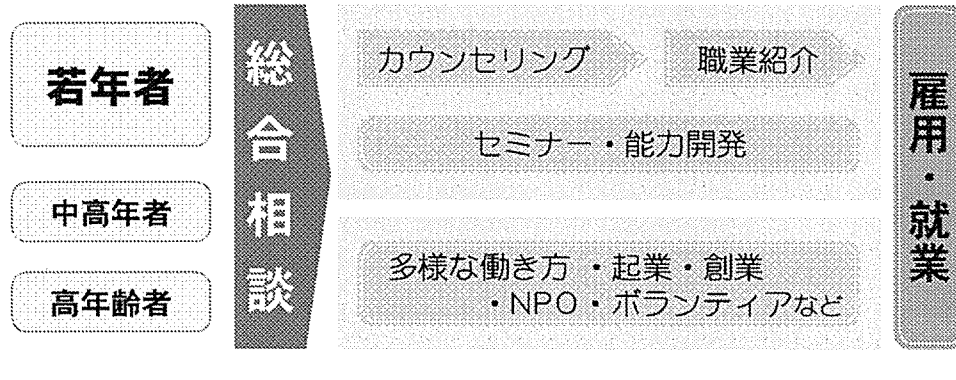 若年者
中高年者
高年齢者
総合相談
カウンセリング
職業紹介
セミナー・能力開発
多様な働き方・起業・創業
・NPO・ボランティアなど
雇用・就業